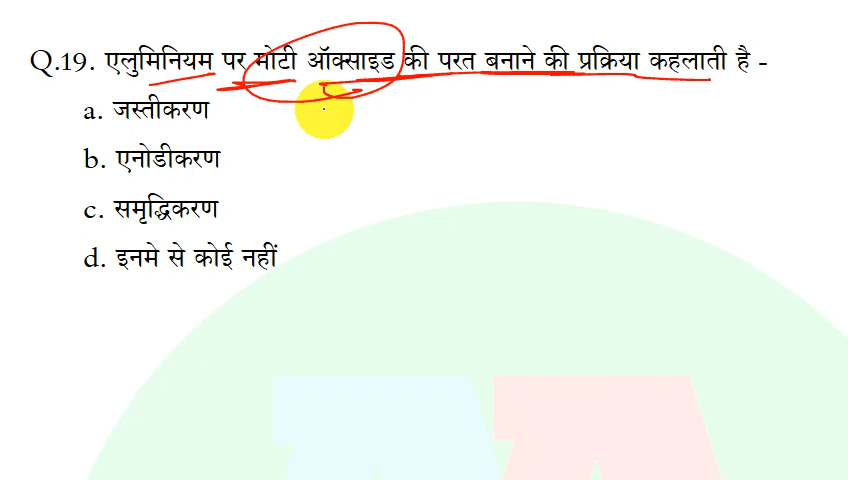 Q.19. एलुमिनियम पर मोटी ऑक्साइड की परत बनाने की प्रक्रिया कहलाती है -
a. जस्तीकरण
b. एनोडीकरण
c. समृद्धिकरण
d. इनमे से कोई नहीं